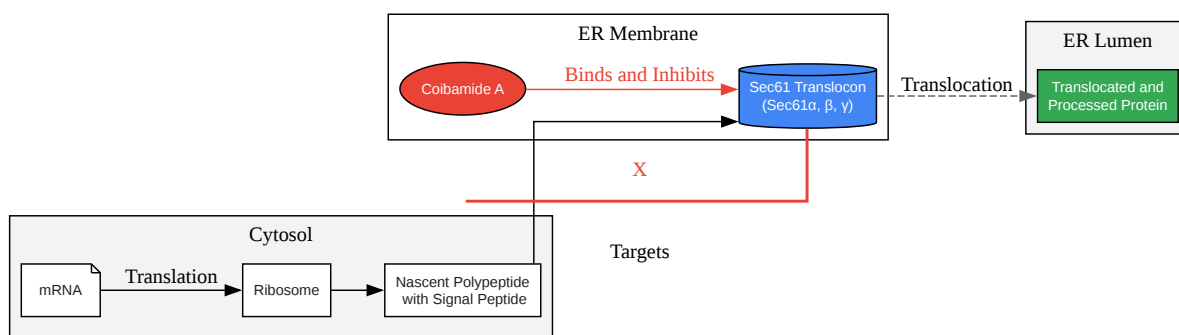 ER Membrane
ER Lumen
Coibamide A
Binds and Inhibits
Sec61 Translocon
(Sec61α, β, γ)
Translocation
Translocated and
Processed Protein
X
Cytosol
Targets
mRNA
Translation
Ribosome
Nascent Polypeptide
with Signal Peptide